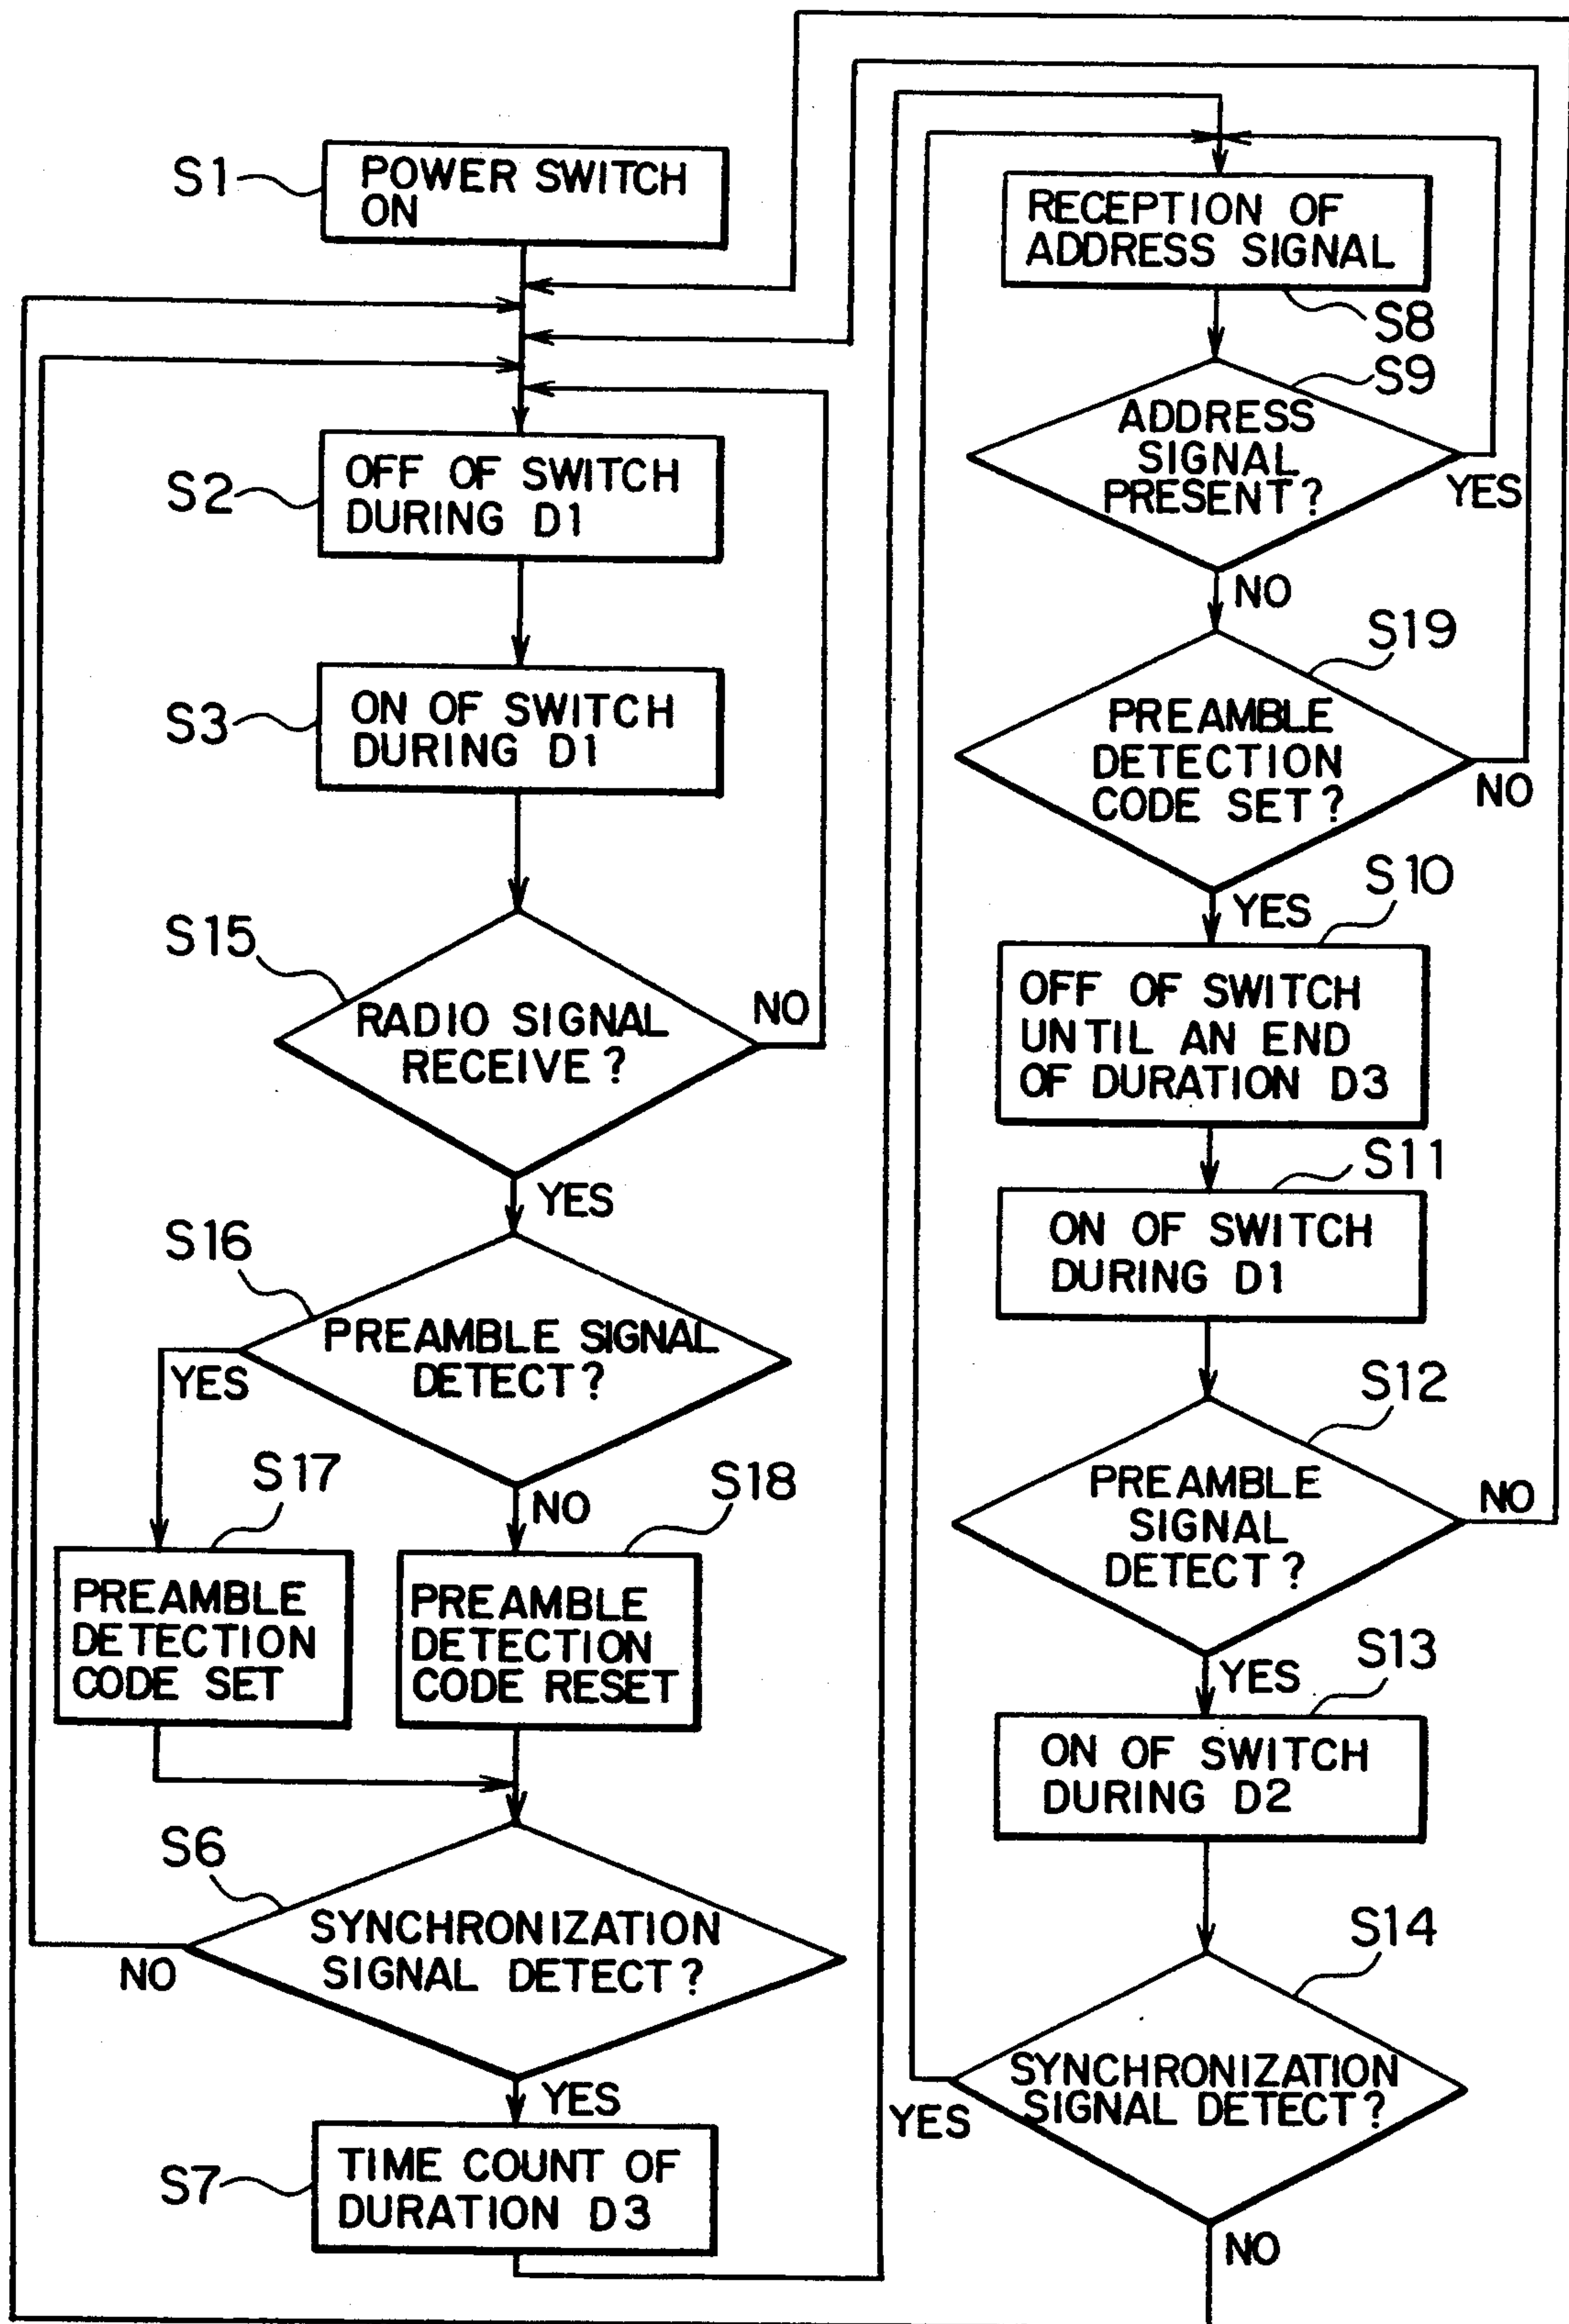 S1
POWER SWITCH
ON
S2
OFF OF SWITCH
DURING D1
S3
ON OF SWITCH
DURING D1
S15
RADIO SIGNAL
RECEIVE?
NO
YES
S16
PREAMBLE SIGNAL
DETECT?
YES
NO
S17
PREAMBLE
DETECTION
CODE SET
S18
PREAMBLE
DETECTION
CODE RESET
S6
SYNCHRONIZATION
SIGNAL DETECT?
NO
YES
S7
TIME COUNT OF
DURATION D3
RECEPTION OF
ADDRESS SIGNAL
S8
S9
ADDRESS
SIGNAL
PRESENT?
YES
NO
S19
PREAMBLE
DETECTION
CODE SET?
NO
YES
S10
OFF OF SWITCH
UNTIL AN END
OF DURATION D3
S11
ON OF SWITCH
DURING D1
S12
PREAMBLE
SIGNAL
DETECT?
NO
YES
S13
ON OF SWITCH
DURING D2
S14
SYNCHRONIZATION
SIGNAL DETECT?
YES
NO